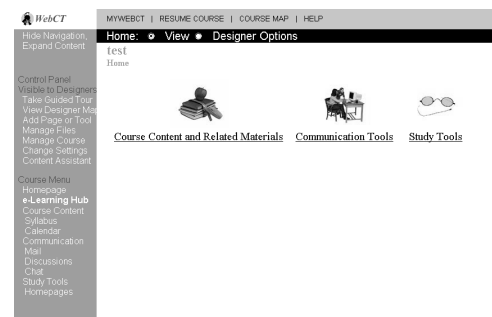 WebCT
MYWEBCT | RESUME COURSE | COURSE MAP | HELP
Hide Navigation,
Expand Content
Home: View Designer Options
test
Home
Control Panel
Visible to Designers
Take Guided Tour
View Designer Map
Add Page or Tool
Manage Files
Manage Course
Change Settings
Content Assistant
Course Menu
Homepage
e-Learning Hub
Course Content
Syllabus
Calendar
Communication
Mail
Discussions
Chat
Study Tools
Homepages
Course Content and Related Materials
Communication Tools
Study Tools